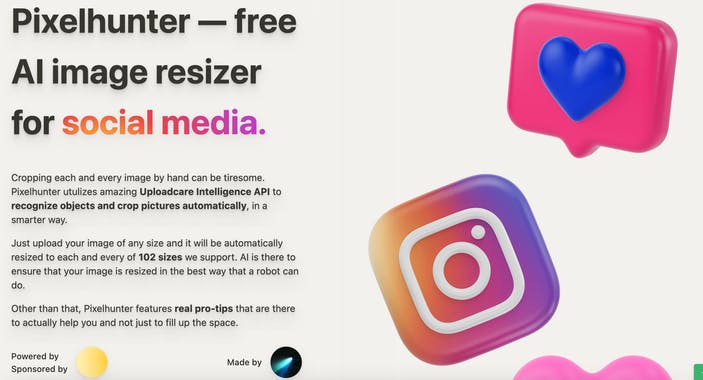 Pixelhunter — free
AI image resizer
for social media.
Cropping each and every image by hand can be tiresome.
Pixelhunter utulizes amazing Uploadcare Intelligence API to
recognize objects and crop pictures automatically, in a
smarter way.
Just upload your image of any size and it will be automatically
resized to each and every of 102 sizes we support. AI is there to
ensure that your image is resized in the best way that a robot can
do.
Other than that, Pixelhunter features real pro-tips that are there
to actually help you and not just to fill up the space.
Powered by
Sponsored by
Made by